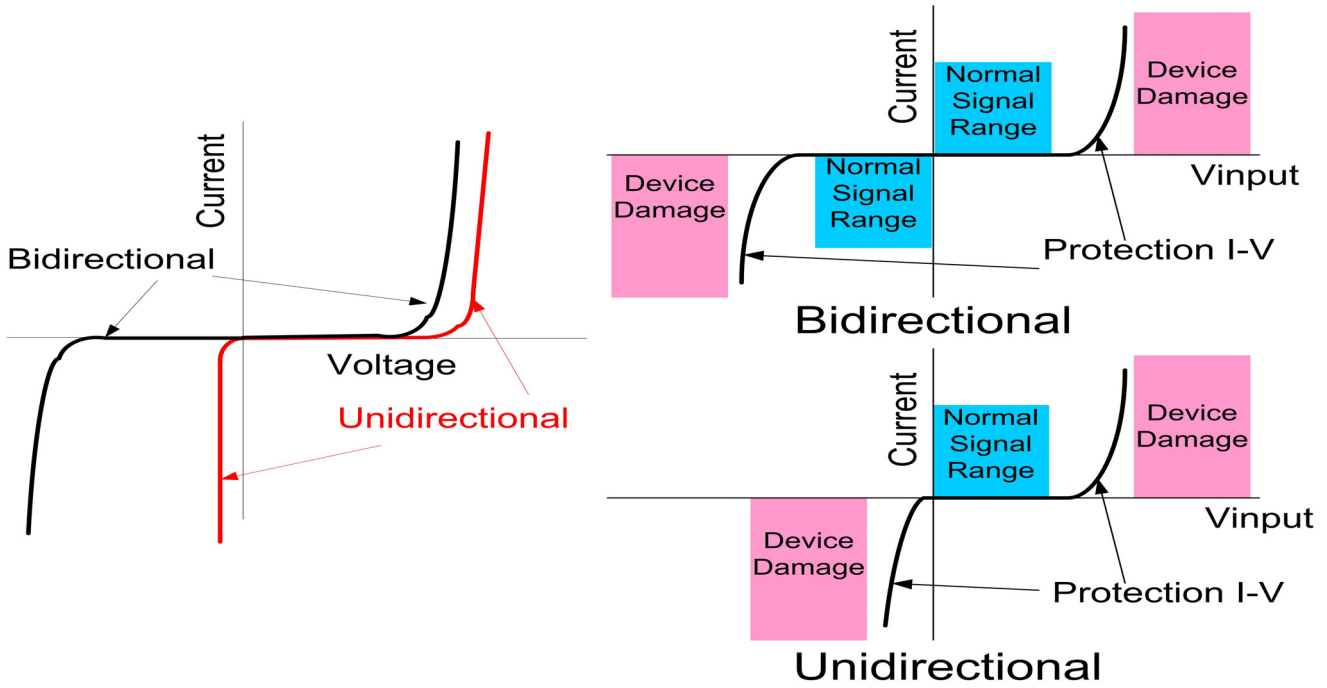 Current
Bidirectional
Voltage
Unidirectional
Current
Normal
Signal
Range
Device
Damage
Vinput
Device
Damage
Normal
Signal
Range
Protection I-V
Bidirectional
Current
Normal
Signal
Range
Device
Damage
Vinput
Device
Damage
Protection I-V
Unidirectional